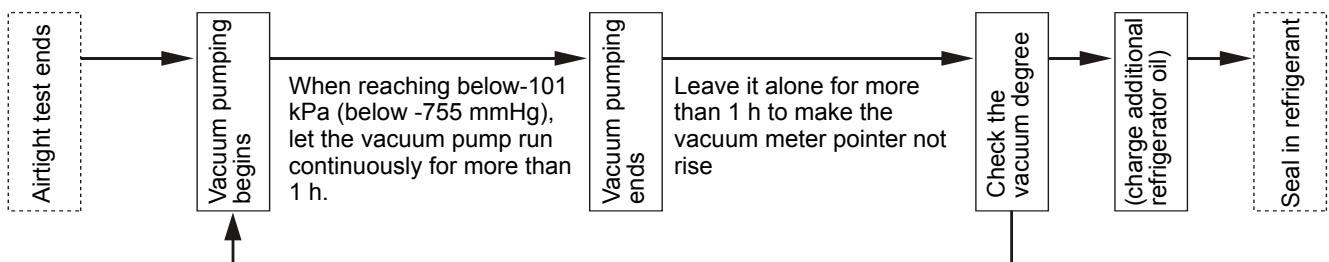 Airtight test ends
Vacuum pumping
begins
When reaching below-101
kPa (below -755 mmHg),
let the vacuum pump run
continuously for more than
1 h.
Vacuum pumping
ends
Leave it alone for more
than 1 h to make the
vacuum meter pointer not
rise
Check the
vacuum degree
(charge additional
refrigerator oil)
Seal in refrigerant